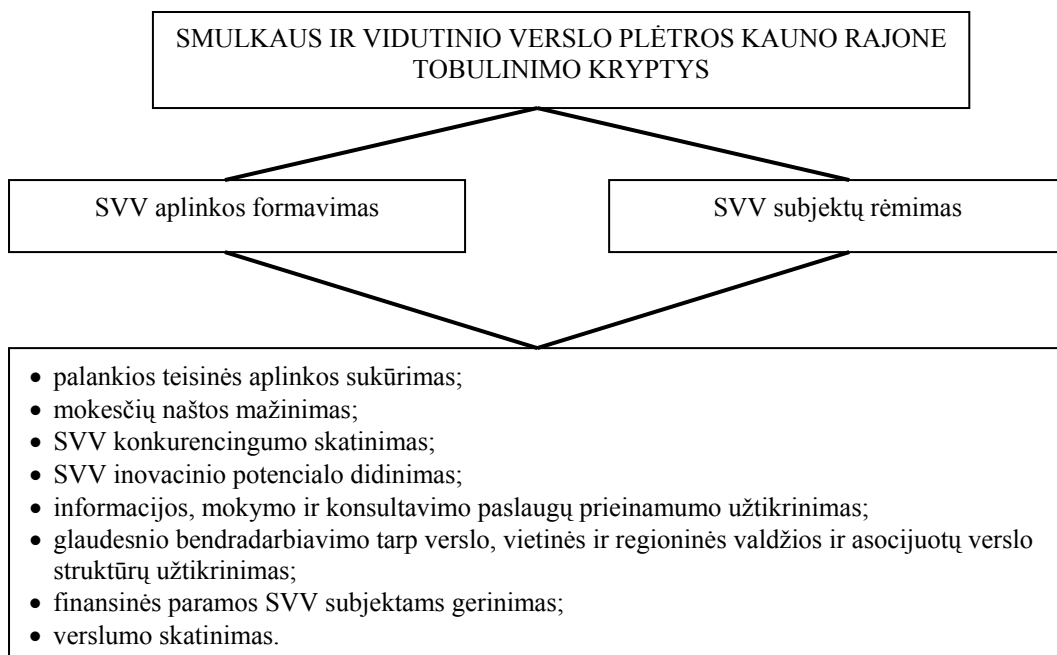 SMULKAUS IR VIDUTINIO VERSLO PLĖTROS KAUNO RAJONE
TOBULINIMO KRYPTYS
SVV aplinkos formavimas
SVV subjektų rėmimas
• palankios teisinės aplinkos sukūrimas;
• mokesčių naštos mažinimas;
• SVV konkurencingumo skatinimas;
• SVV inovacinio potencialo didinimas;
• informacijos, mokymo ir konsultavimo paslaugų prieinamumo užtikrinimas;
• glaudesnio bendradarbiavimo tarp verslo, vietinės ir regioninės valdžios ir asocijuotų verslo
struktūrų užtikrinimas;
• finansinės paramos SVV subjektams gerinimas;
• verslumo skatinimas.